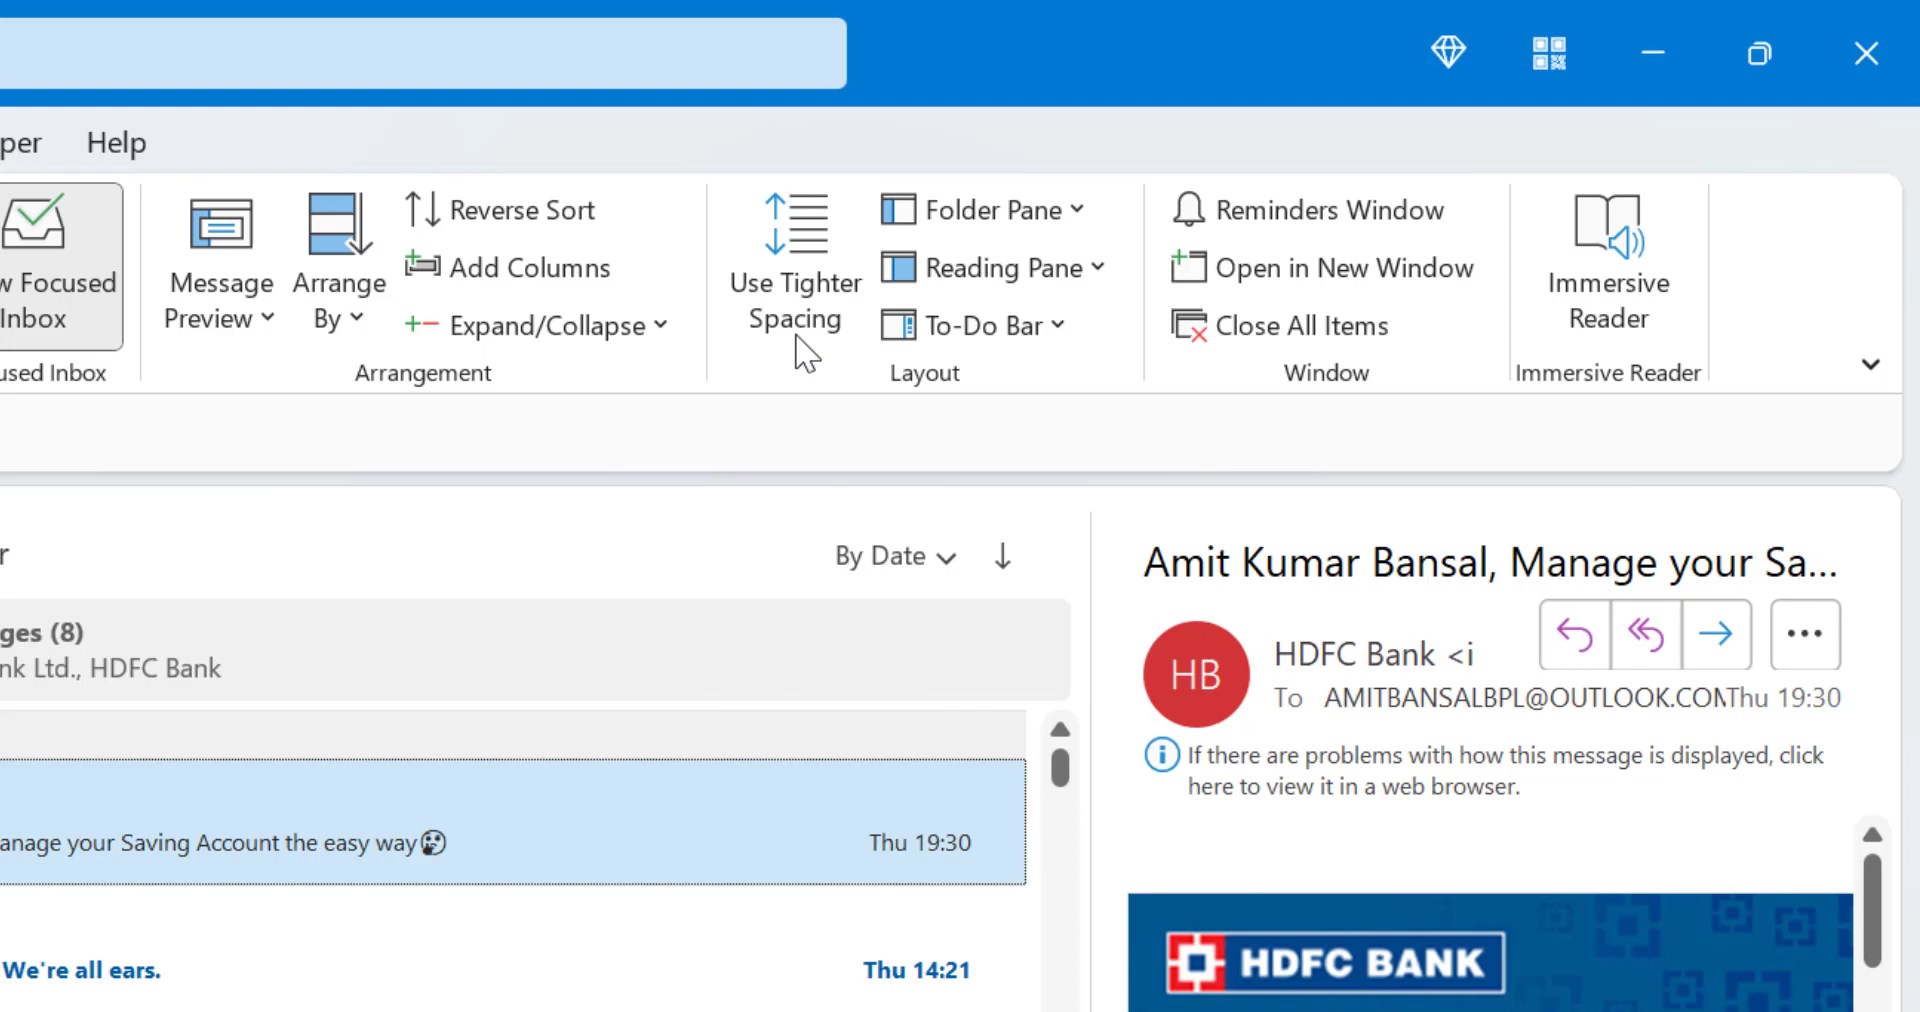 per Help
w Focused
Inbox
used Inbox
Message
Preview
Arrange
By
Reverse Sort
Add Columns
Expand/Collapse
Arrangement
Use Tighter
Spacing
Folder Pane
Reading Pane
To-Do Bar
Layout
Reminders Window
Open in New Window
Close All Items
Window
Immersive
Reader
Immersive Reader
r
By Date
ges (8)
nk Ltd., HDFC Bank
anage your Saving Account the easy way Thu 19:30
We're all ears. Thu 14:21
Amit Kumar Bansal, Manage your Sa...
HB
HDFC Bank <i
To AMITBANSALBPL@OUTLOOK.COM Thu 19:30
If there are problems with how this message is displayed, click
here to view it in a web browser.
HDFC BANK